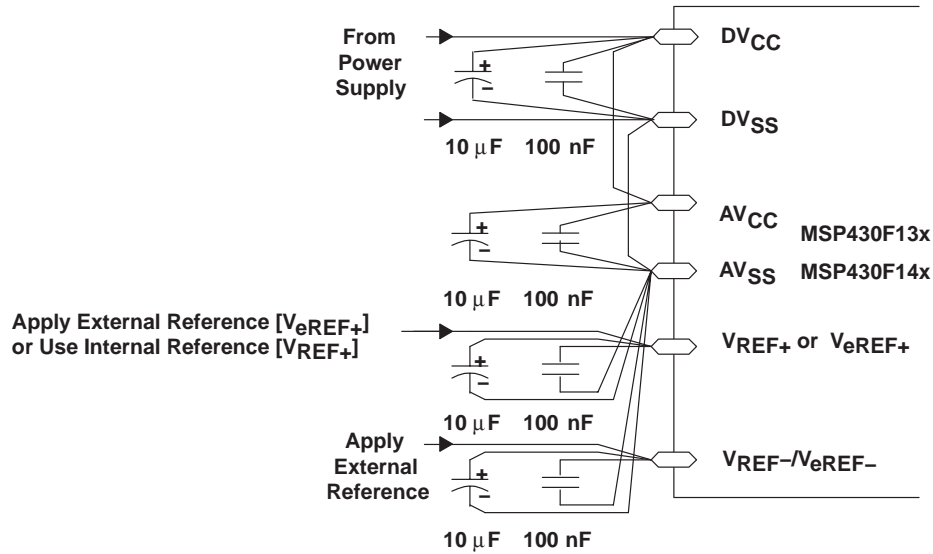 From
Power
Supply
DVCC
+
−
DVSS
10 μF 100 nF
AVCC
MSP430F13x
+
−
AVSS MSP430F14x
10 μF 100 nF
Apply External Reference [VeREF+]
or Use Internal Reference [VREF+]
VREF+ or VeREF+
+
−
10 μF 100 nF
Apply
External
Reference
VREF−/VeREF−
+
−
10 μF 100 nF